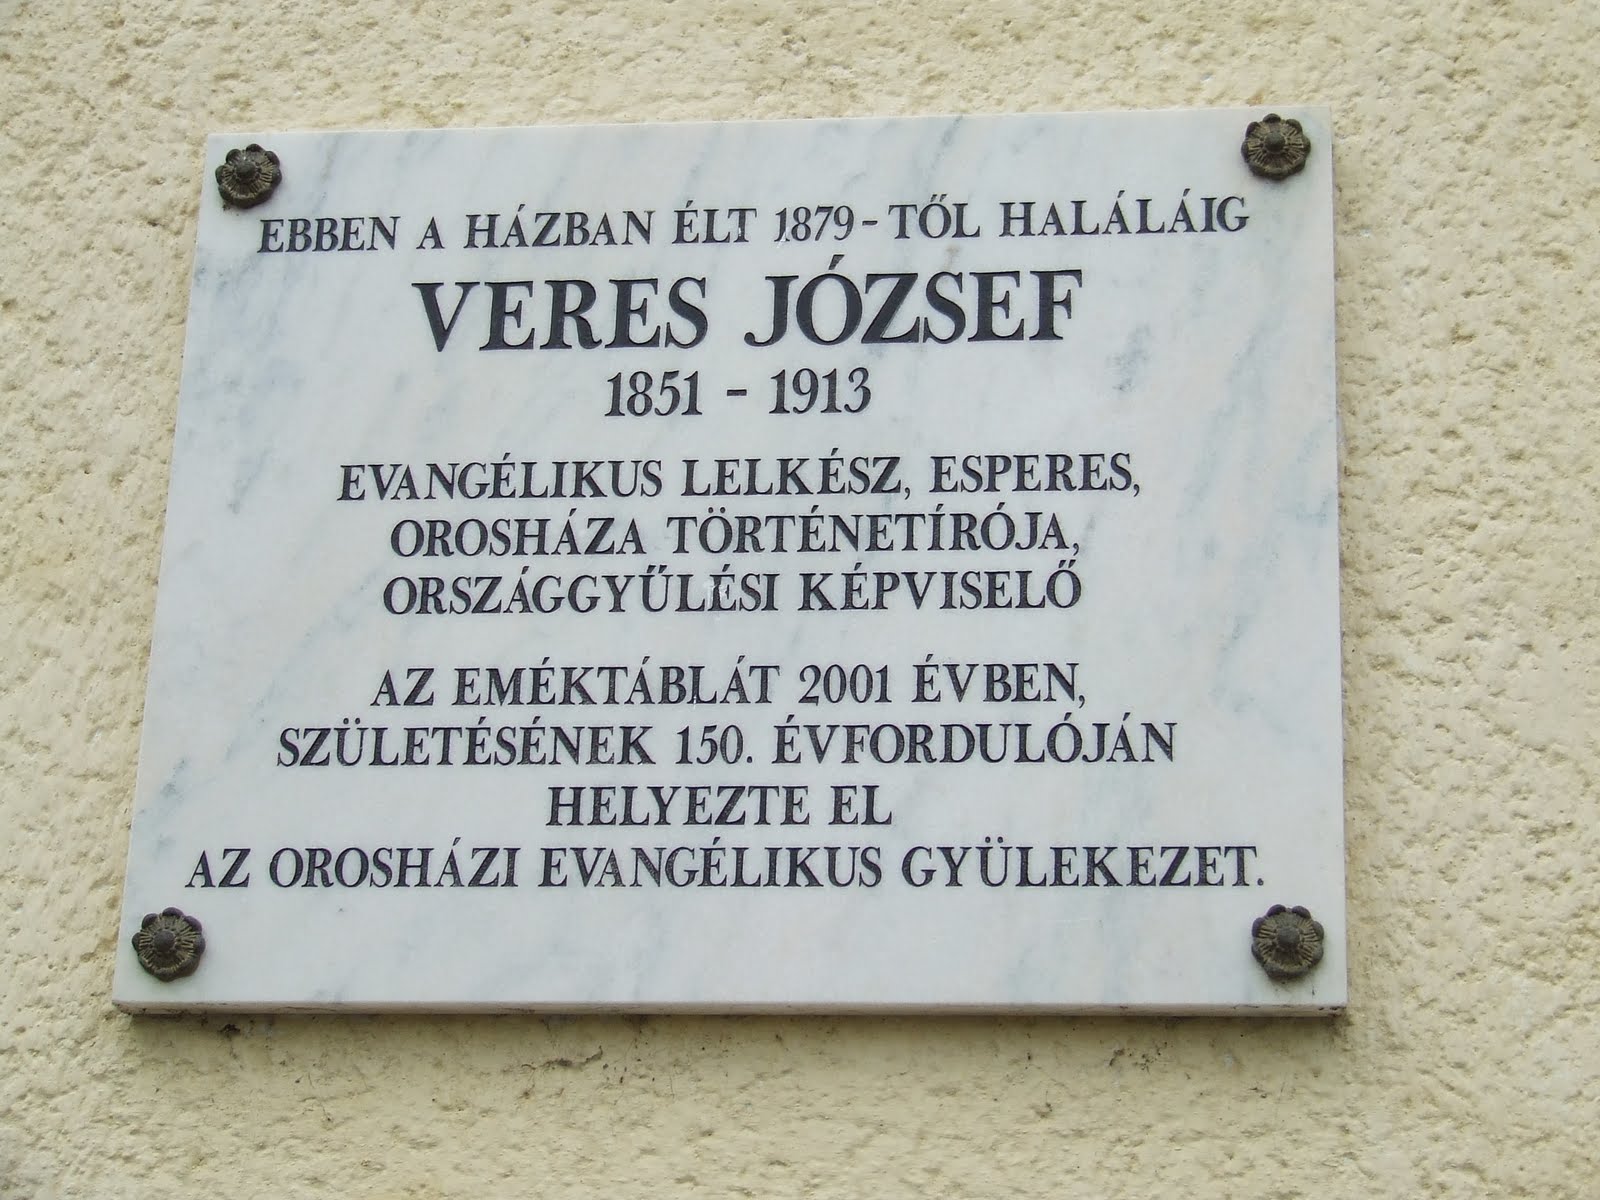 EBBEN A HÁZBAN ÉLT 1879-TŐL HALÁLÁIG
VERES JÓZSEF
1851 - 1913
EVANGÉLIKUS LELKÉSZ, ESPERES,
OROSHÁZA TÖRTÉNETÍRÓJA,
ORSZÁGGYŰLÉSI KÉPVISELŐ
AZ EMÉKTÁBLÁT 2001 ÉVBEN,
SZÜLETÉSÉNEK 150. ÉVFORDULÓJÁN
HELYEZTE EL
AZ OROSHÁZI EVANGÉLIKUS GYÜLEKEZET.